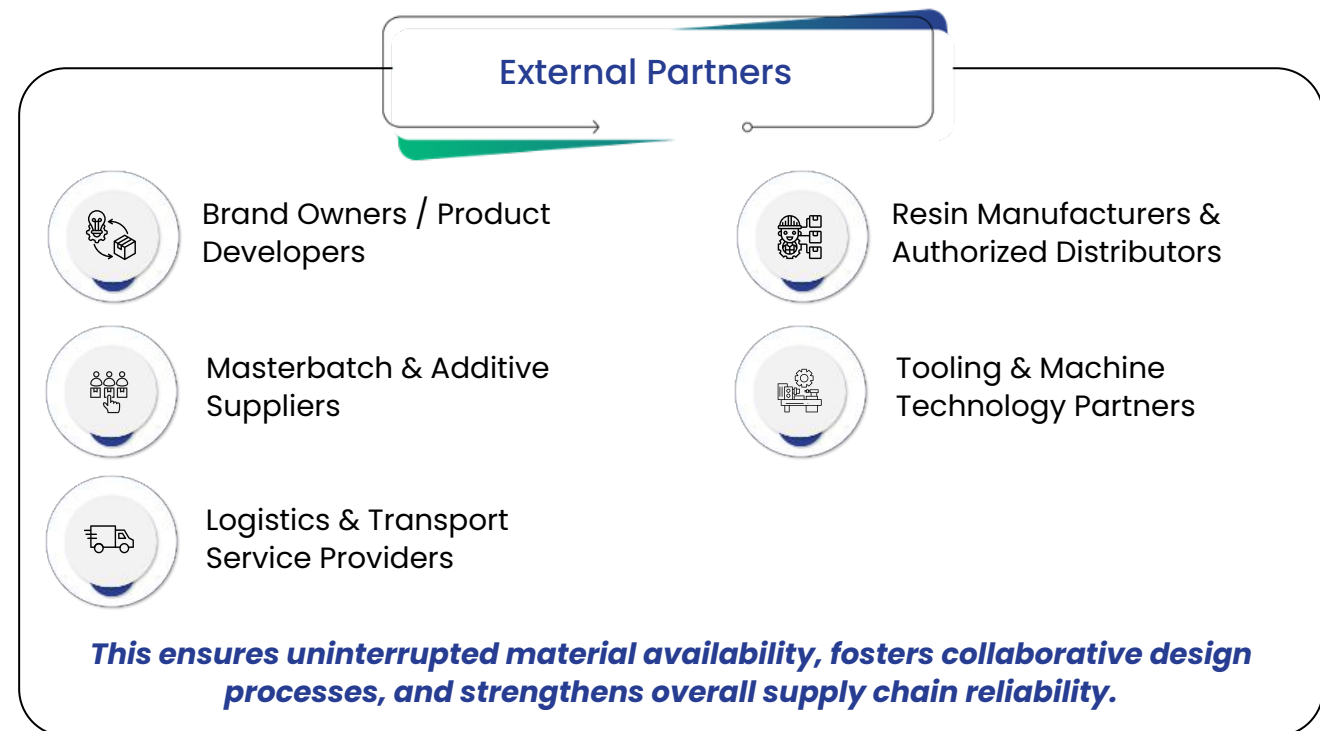 External Partners
Brand Owners / Product
Developers
Resin Manufacturers &
Authorized Distributors
Masterbatch & Additive
Suppliers
Tooling & Machine
Technology Partners
Logistics & Transport
Service Providers
This ensures uninterrupted material availability, fosters collaborative design
processes, and strengthens overall supply chain reliability.